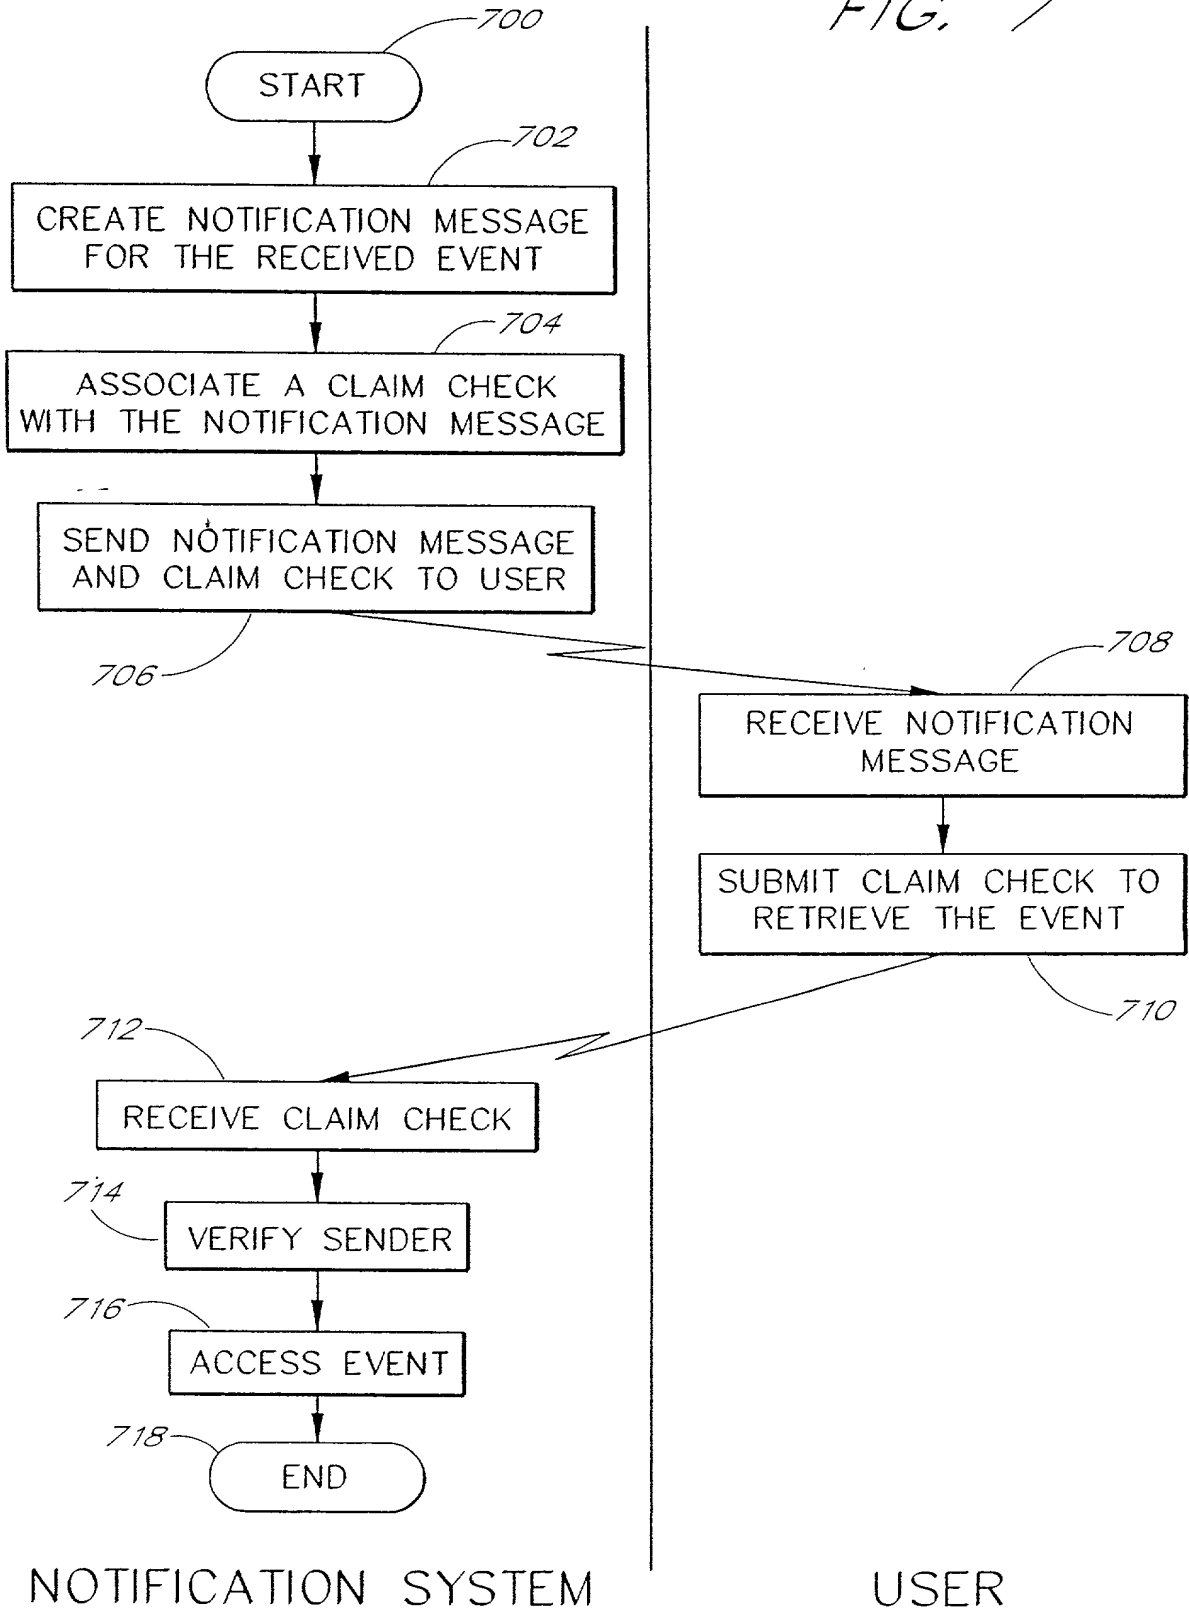 FIG. 7
700
START
702
CREATE NOTIFICATION MESSAGE
FOR THE RECEIVED EVENT
704
ASSOCIATE A CLAIM CHECK
WITH THE NOTIFICATION MESSAGE
SEND NOTIFICATION MESSAGE
AND CLAIM CHECK TO USER
706
708
RECEIVE NOTIFICATION
MESSAGE
SUBMIT CLAIM CHECK TO
RETRIEVE THE EVENT
710
712
RECEIVE CLAIM CHECK
714
VERIFY SENDER
716
ACCESS EVENT
718
END
NOTIFICATION SYSTEM
USER